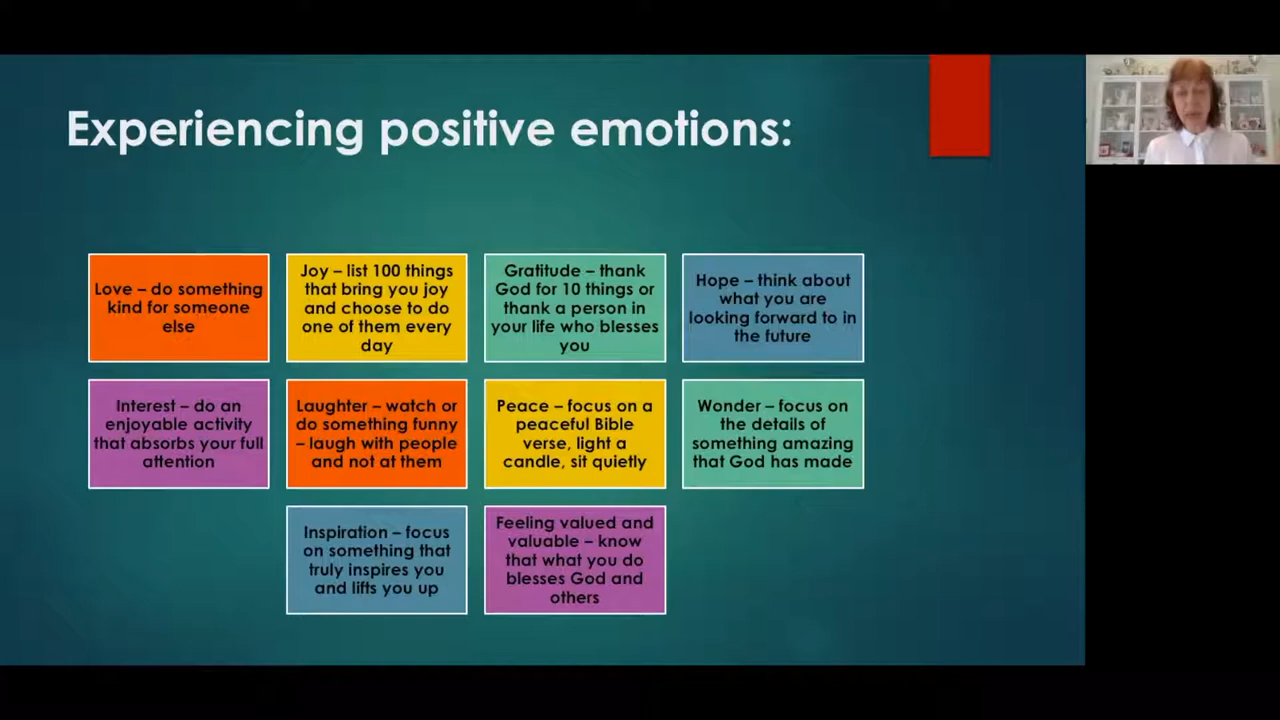 Experiencing positive emotions:
Love – do something
kind for someone
else
Joy – list 100 things
that bring you joy
and choose to do
one of them every
day
Gratitude – thank
God for 10 things or
thank a person in
your life who blesses
you
Hope – think about
what you are
looking forward to in
the future
Interest – do an
enjoyable activity
that absorbs your full
attention
Laughter – watch or
do something funny
– laugh with people
and not at them
Peace – focus on a
peaceful Bible
verse, light a
candle, sit quietly
Wonder – focus on
the details of
something amazing
that God has made
Inspiration – focus
on something that
truly inspires you
and lifts you up
Feeling valued and
valuable – know
that what you do
blesses God and
others